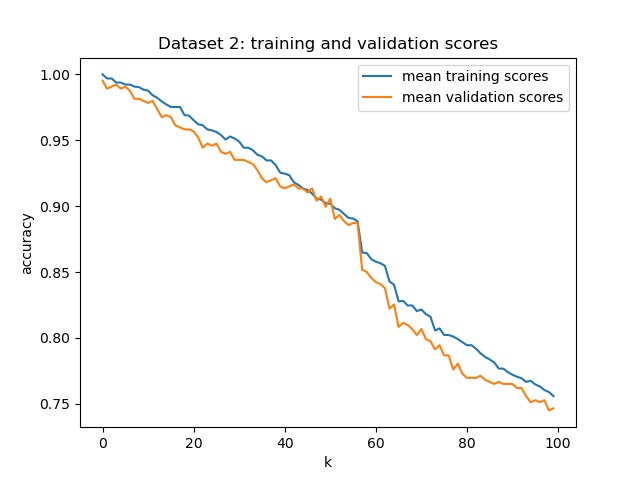 Dataset 2: training and validation scores
mean training scores
mean validation scores
1.00
0.95
0.90
0.85
0.80
0.75
accuracy
0 20 40 60 80 100
k